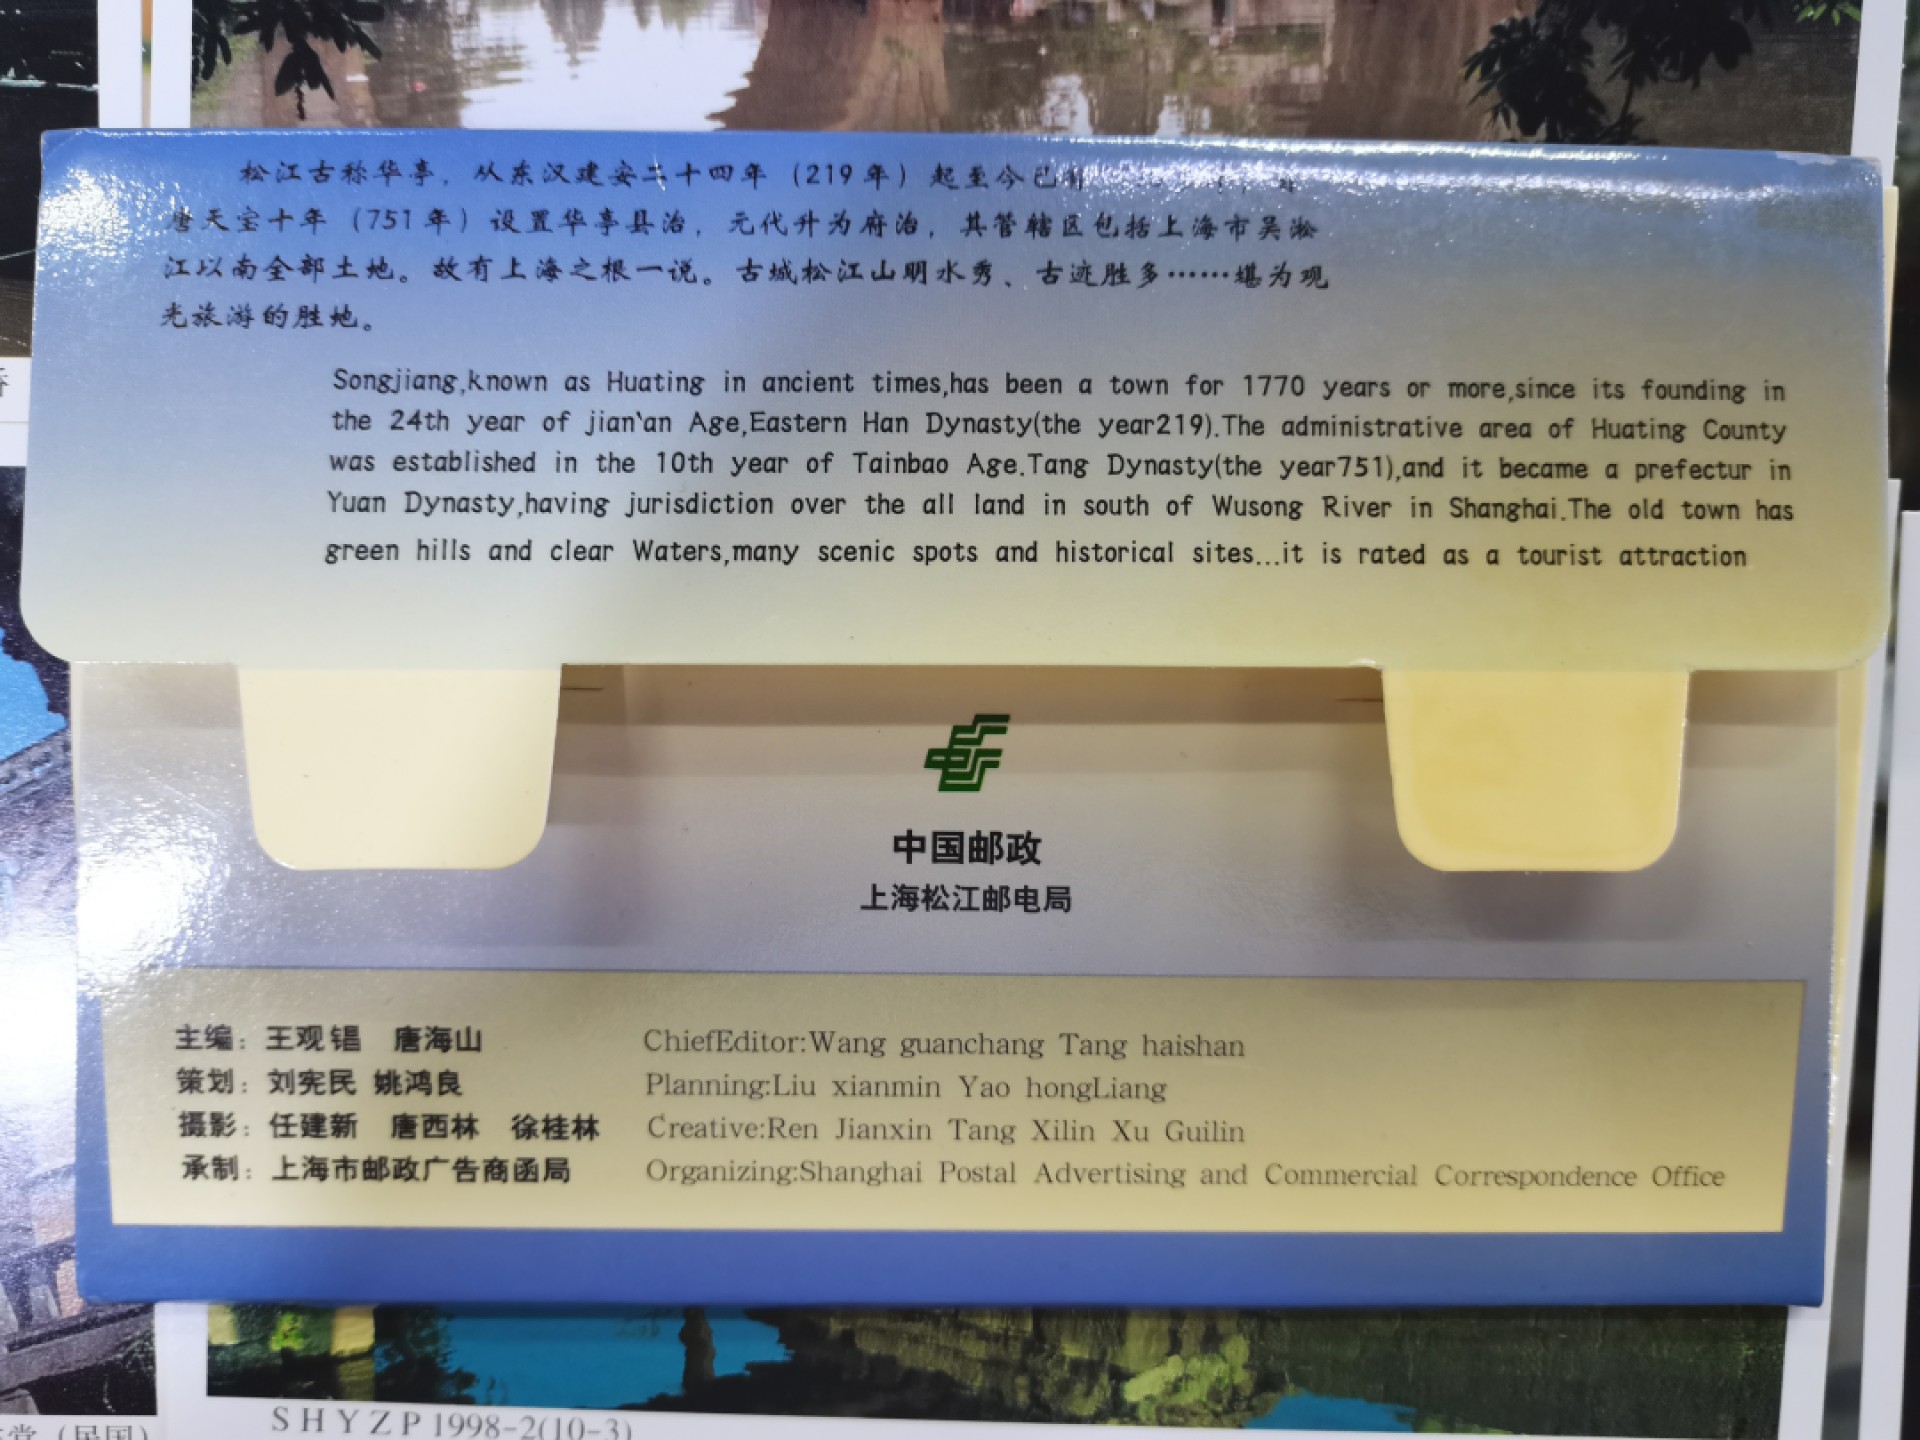 松江古称华亭，从东汉建安二十四年（219年）起至今已有
唐天宝十年（751年）设置华亭县治，元代升为府治，其管辖区包括上海市吴淞
江以南全部土地。故有上海之根一说。古城松江山明水秀、古迹胜多……堪为观
光旅游的胜地。
Songjiang,known as Huating in ancient times,has been a town for 1770 years or more,since its founding in
the 24th year of jian'an Age,Eastern Han Dynasty(the year219).The administrative area of Huating County
was established in the 10th year of Tainbao Age.Tang Dynasty(the year751),and it became a prefectur in
Yuan Dynasty,having jurisdiction over the all land in south of Wusong River in Shanghai.The old town has
green hills and clear Waters,many scenic spots and historical sites...it is rated as a tourist attraction
中国邮政
上海松江邮电局
主编：王观锠 唐海山 ChiefEditor:Wang guanchang Tang haishan
策划：刘宪民 姚鸿良 Planning:Liu xianmin Yao hongLiang
摄影：任建新 唐西林 徐桂林 Creative:Ren Jianxin Tang Xilin Xu Guilin
承制：上海市邮政广告商函局 Organizing:Shanghai Postal Advertising and Commercial Correspondence Office
SHYZP1998-2(10-3)
堂（民国）